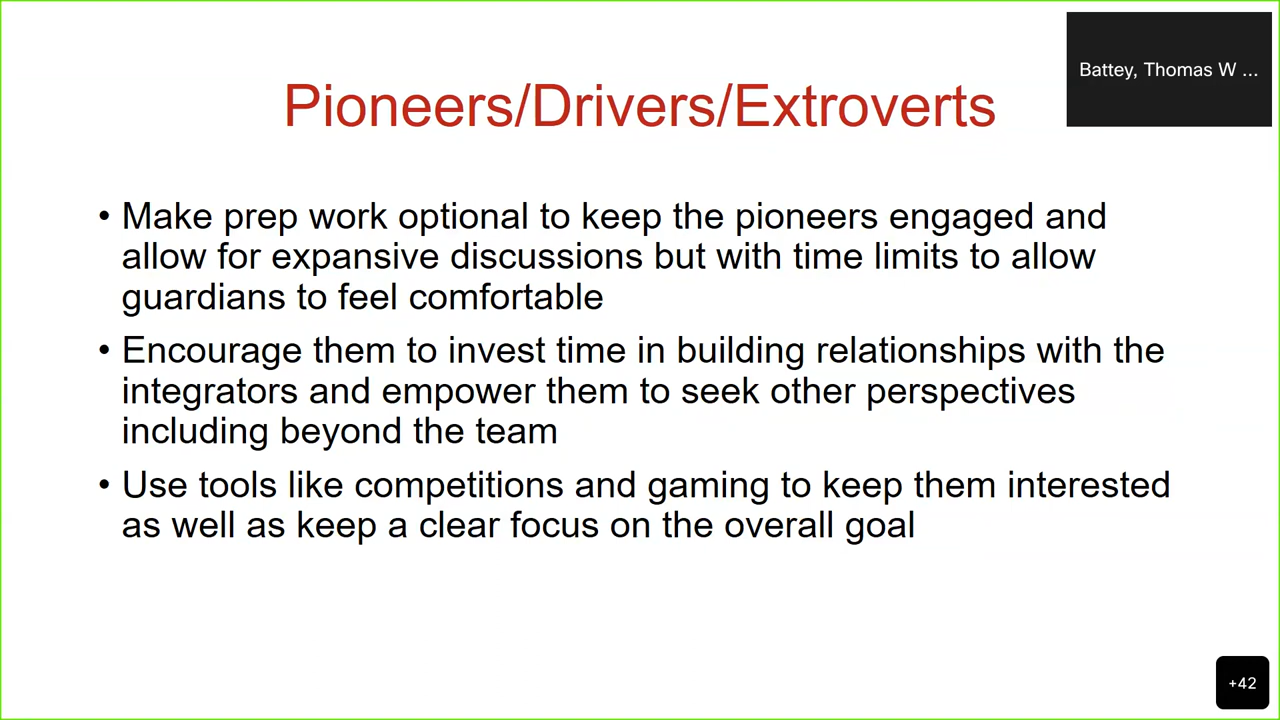 Battey, Thomas W ...
Pioneers/Drivers/Extroverts
• Make prep work optional to keep the pioneers engaged and
allow for expansive discussions but with time limits to allow
guardians to feel comfortable
• Encourage them to invest time in building relationships with the
integrators and empower them to seek other perspectives
including beyond the team
• Use tools like competitions and gaming to keep them interested
as well as keep a clear focus on the overall goal
+42